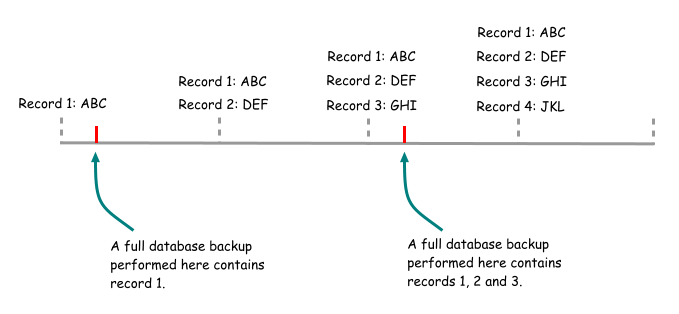 Record 1: ABC
Record 1: ABC
Record 2: DEF
Record 1: ABC
Record 2: DEF
Record 3: GHI
Record 1: ABC
Record 2: DEF
Record 3: GHI
Record 4: JKL
A full database backup
performed here contains
record 1.
A full database backup
performed here contains
records 1, 2 and 3.